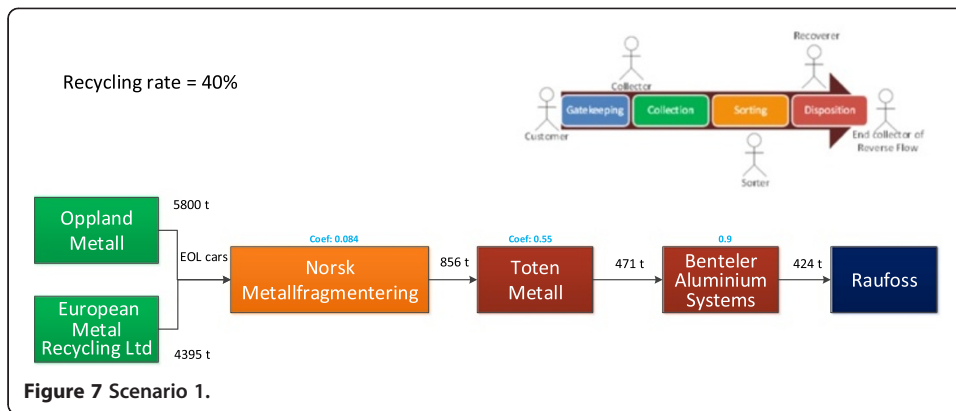 Recycling rate = 40%
Recoverer
Collector
Gatekeeping
Collection
Sorting
Disposition
Customer
End collector of
Reverse Flow
Sorter
5800 t
Oppland
Metall
EOL cars
European
Metal
Recycling Ltd
4395 t
Coef: 0.084
Norsk
Metallfragmentering
856 t
Coef: 0.55
Toten
Metall
471 t
0.9
Benteler
Aluminium
Systems
424 t
Raufoss
Figure 7 Scenario 1.